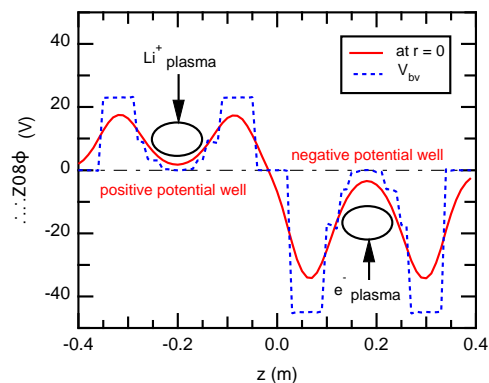 at r = 0
V_bv
Li+ plasma
40
20
0
-20
-40
(V)
negative potential well
positive potential well
e- plasma
-0.4
-0.2
0.0
0.2
0.4
z (m)